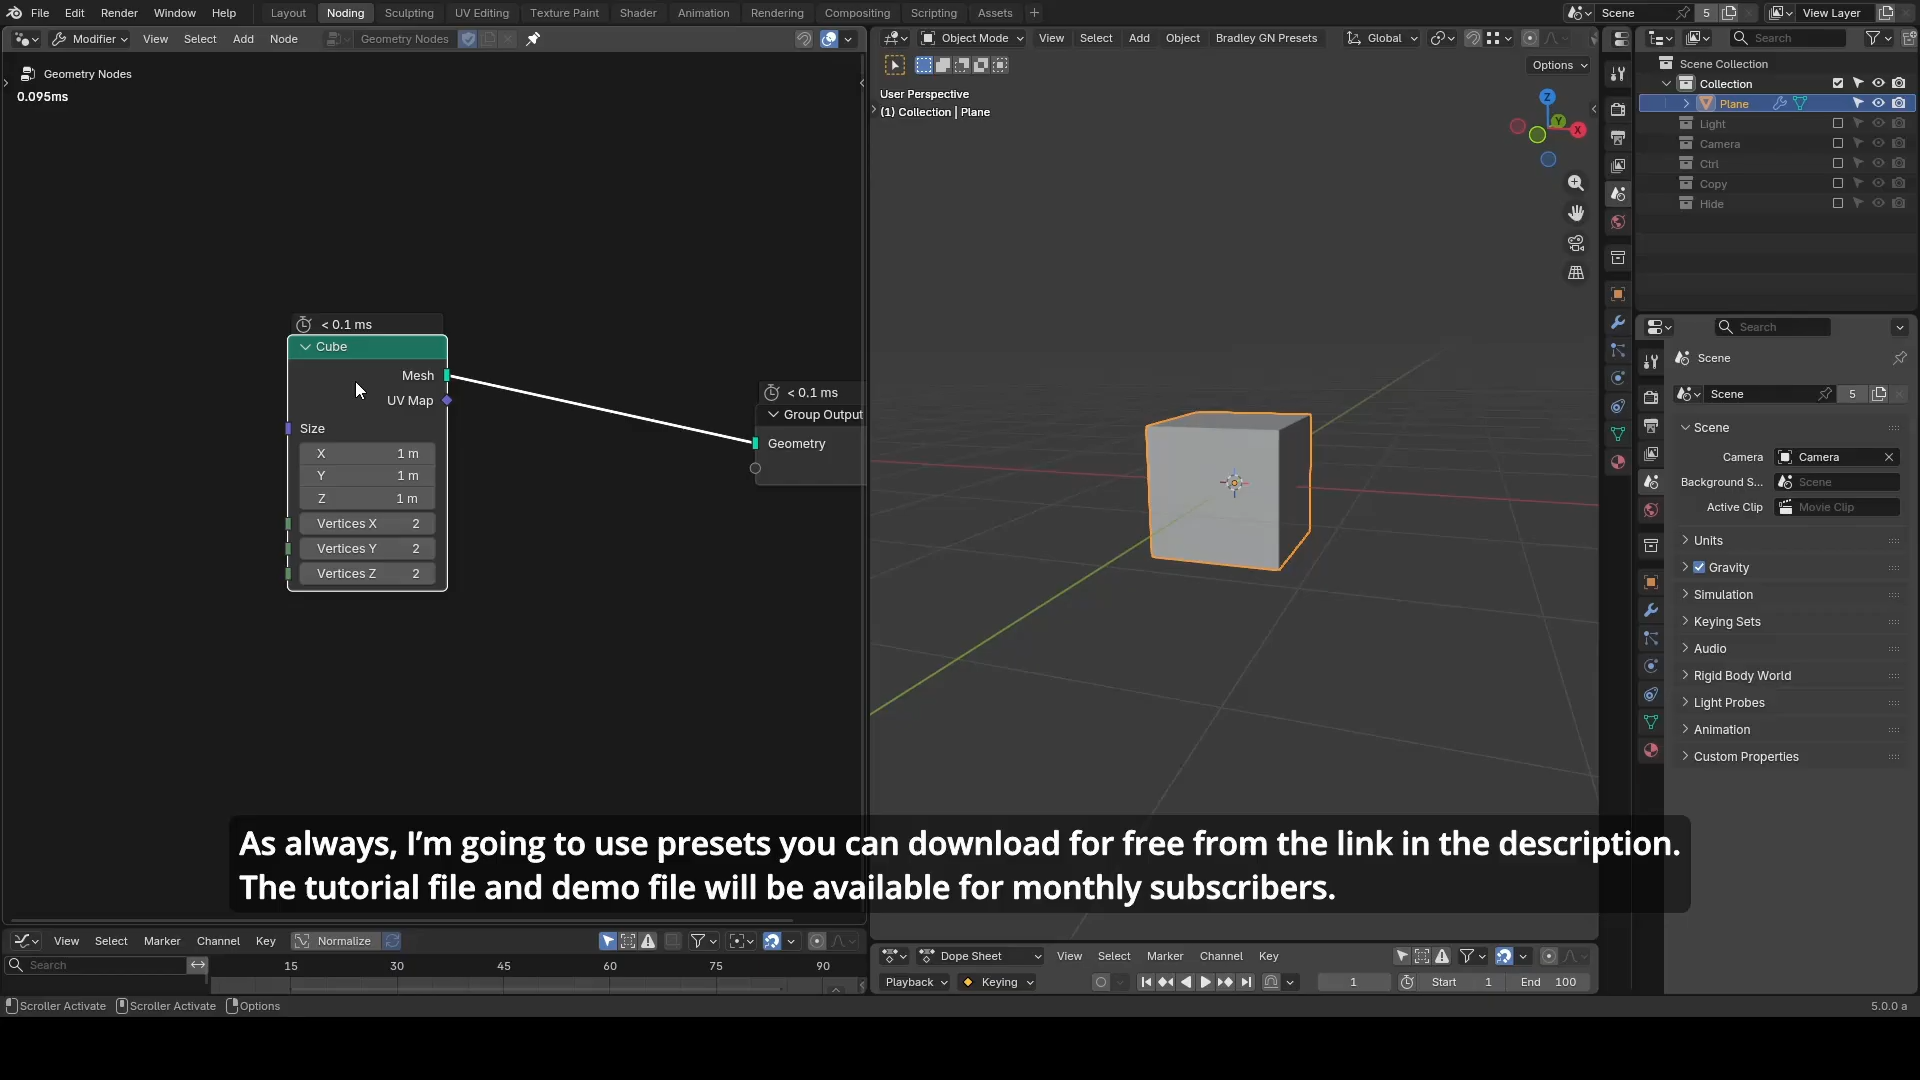 File Edit Render Window Help Layout Noding Sculpting UV Editing Texture Paint Shader Animation Rendering Compositing Scripting Assets + Scene 5 View Layer
Modifier View Select Add Node Geometry Nodes
Object Mode View Select Add Object Bradley GN Presets Global
Search
Options
Geometry Nodes
0.095ms
User Perspective
(1) Collection | Plane
Z
Y
X
Scene Collection
Collection
Plane
Light
Camera
Ctrl
Copy
Hide
< 0.1 ms
Cube
Mesh
UV Map
Size
X 1 m
Y 1 m
Z 1 m
Vertices X 2
Vertices Y 2
Vertices Z 2
< 0.1 ms
Group Output
Geometry
Search
Scene
Scene 5
Scene
Camera Camera
Background S... Scene
Active Clip Movie Clip
Units
Gravity
Simulation
Keying Sets
Audio
Rigid Body World
Light Probes
Animation
Custom Properties
As always, I’m going to use presets you can download for free from the link in the description.
The tutorial file and demo file will be available for monthly subscribers.
View Select Marker Channel Key Normalize
Search 15 30 45 60 75 90
Dope Sheet View Select Marker Channel Key
Playback Keying 1 Start 1 End 100
Scroller Activate Scroller Activate Options 5.0.0 a